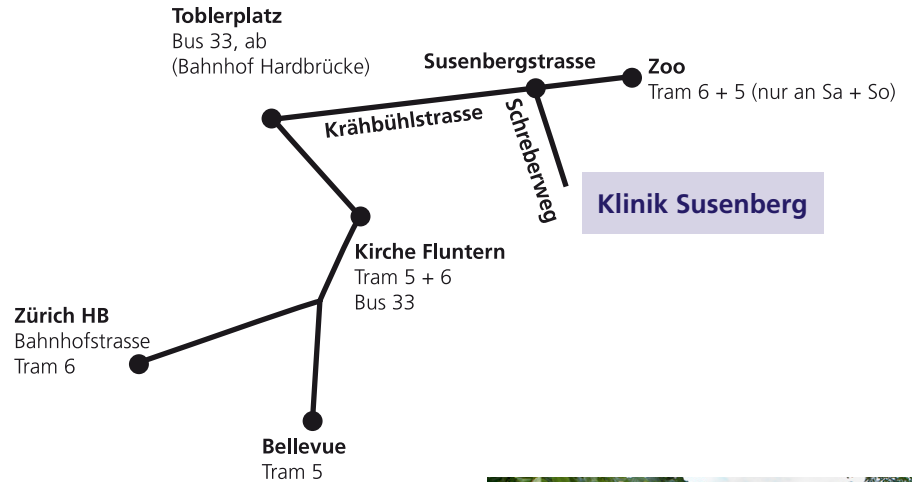 Toblerplatz
Bus 33, ab
(Bahnhof Hardbrücke)
Susenbergstrasse
Zoo
Tram 6 + 5 (nur an Sa + So)
Krähbühlstrasse
Schreberweg
Klinik Susenberg
Kirche Fluntern
Tram 5 + 6
Bus 33
Zürich HB
Bahnhofstrasse
Tram 6
Bellevue
Tram 5